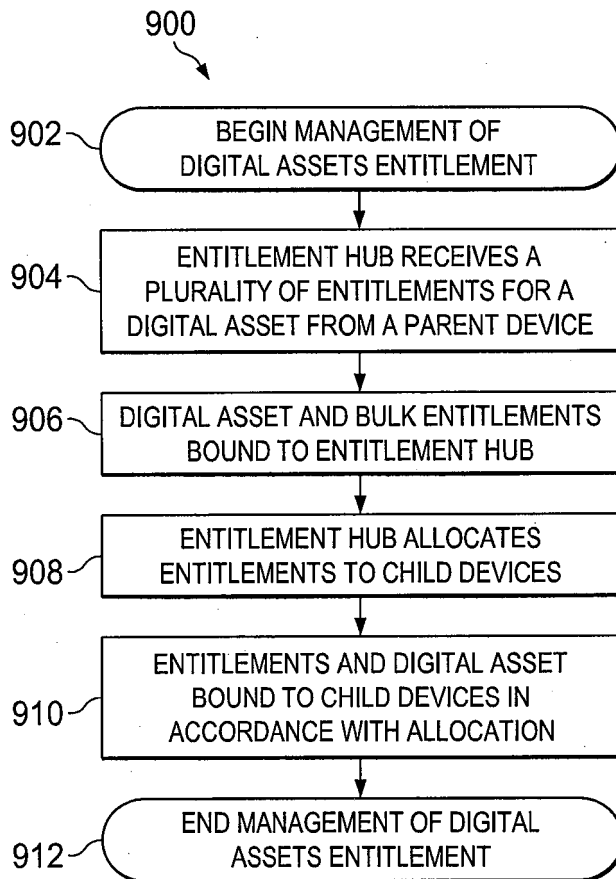 900
902
BEGIN MANAGEMENT OF
DIGITAL ASSETS ENTITLEMENT
904
ENTITLEMENT HUB RECEIVES A
PLURALITY OF ENTITLEMENTS FOR A
DIGITAL ASSET FROM A PARENT DEVICE
906
DIGITAL ASSET AND BULK ENTITLEMENTS
BOUND TO ENTITLEMENT HUB
908
ENTITLEMENT HUB ALLOCATES
ENTITLEMENTS TO CHILD DEVICES
910
ENTITLEMENTS AND DIGITAL ASSET
BOUND TO CHILD DEVICES IN
ACCORDANCE WITH ALLOCATION
912
END MANAGEMENT OF DIGITAL
ASSETS ENTITLEMENT